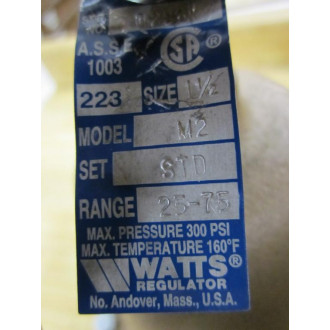 A.S.S.E. SA®
1003
223 SIZE 1½
MODEL M2
SET STD
RANGE 25-75
MAX. PRESSURE 300 PSI
MAX. TEMPERATURE 160°F
WATTS®
REGULATOR
No. Andover, Mass., U.S.A.